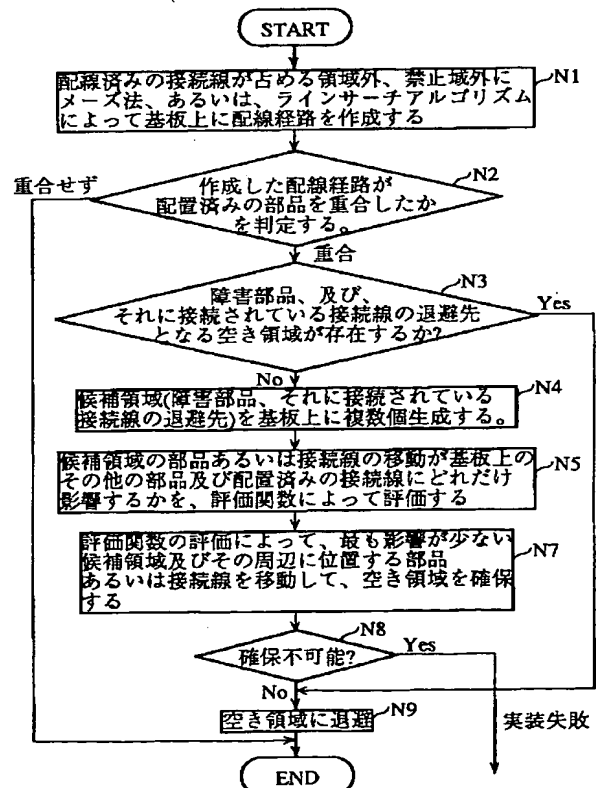 START
配線済みの接続線が占める領域外、禁止域外に
メーズ法、あるいは、ラインサーチアルゴリズム
によって基板上に配線経路を作成する
N1
重合せず
作成した配線経路が
配置済みの部品を重合したか
を判定する。
N2
重合
障害部品、及び、
それに接続されている接続線の退避先
となる空き領域が存在するか?
N3
Yes
No
候補領域(障害部品、それに接続されている
接続線の退避先)を基板上に複数個生成する。
N4
候補領域の部品あるいは接続線の移動が基板上の
その他の部品及び配置済みの接続線にどれだけ
影響するかを、評価関数によって評価する
N5
評価関数の評価によって、最も影響が少ない
候補領域及びその周辺に位置する部品
あるいは接続線を移動して、空き領域を確保
する
N7
確保不可能?
N8
Yes
No
空き領域に退避
N9
実装失敗
END